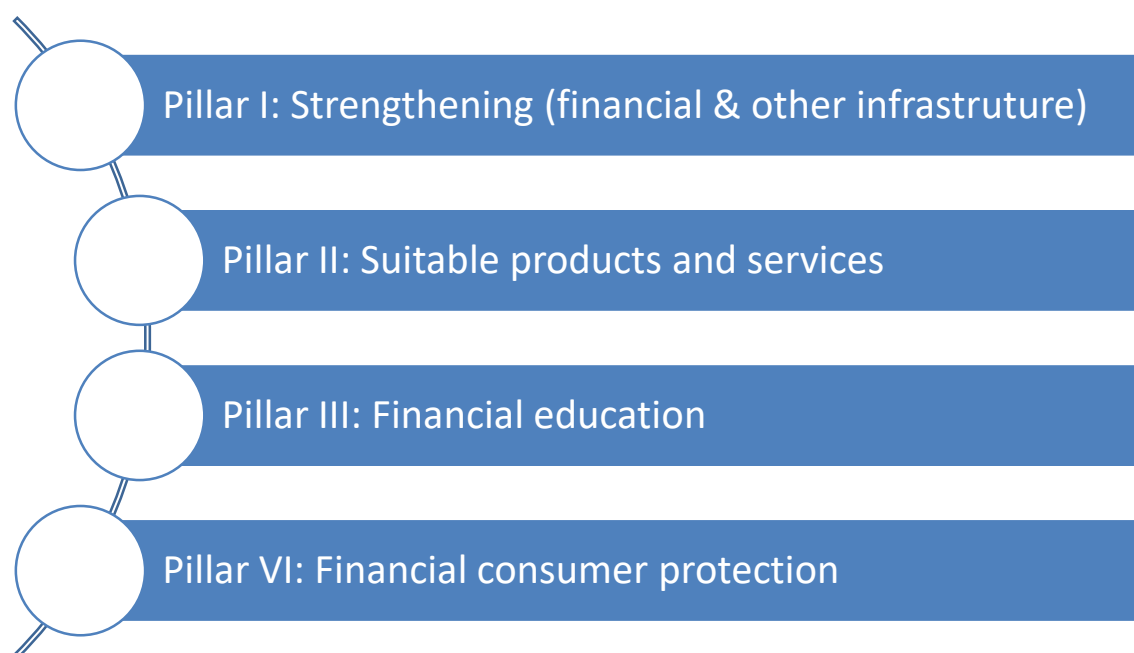 Pillar I: Strengthening (financial & other infrastruture)
Pillar II: Suitable products and services
Pillar III: Financial education
Pillar VI: Financial consumer protection